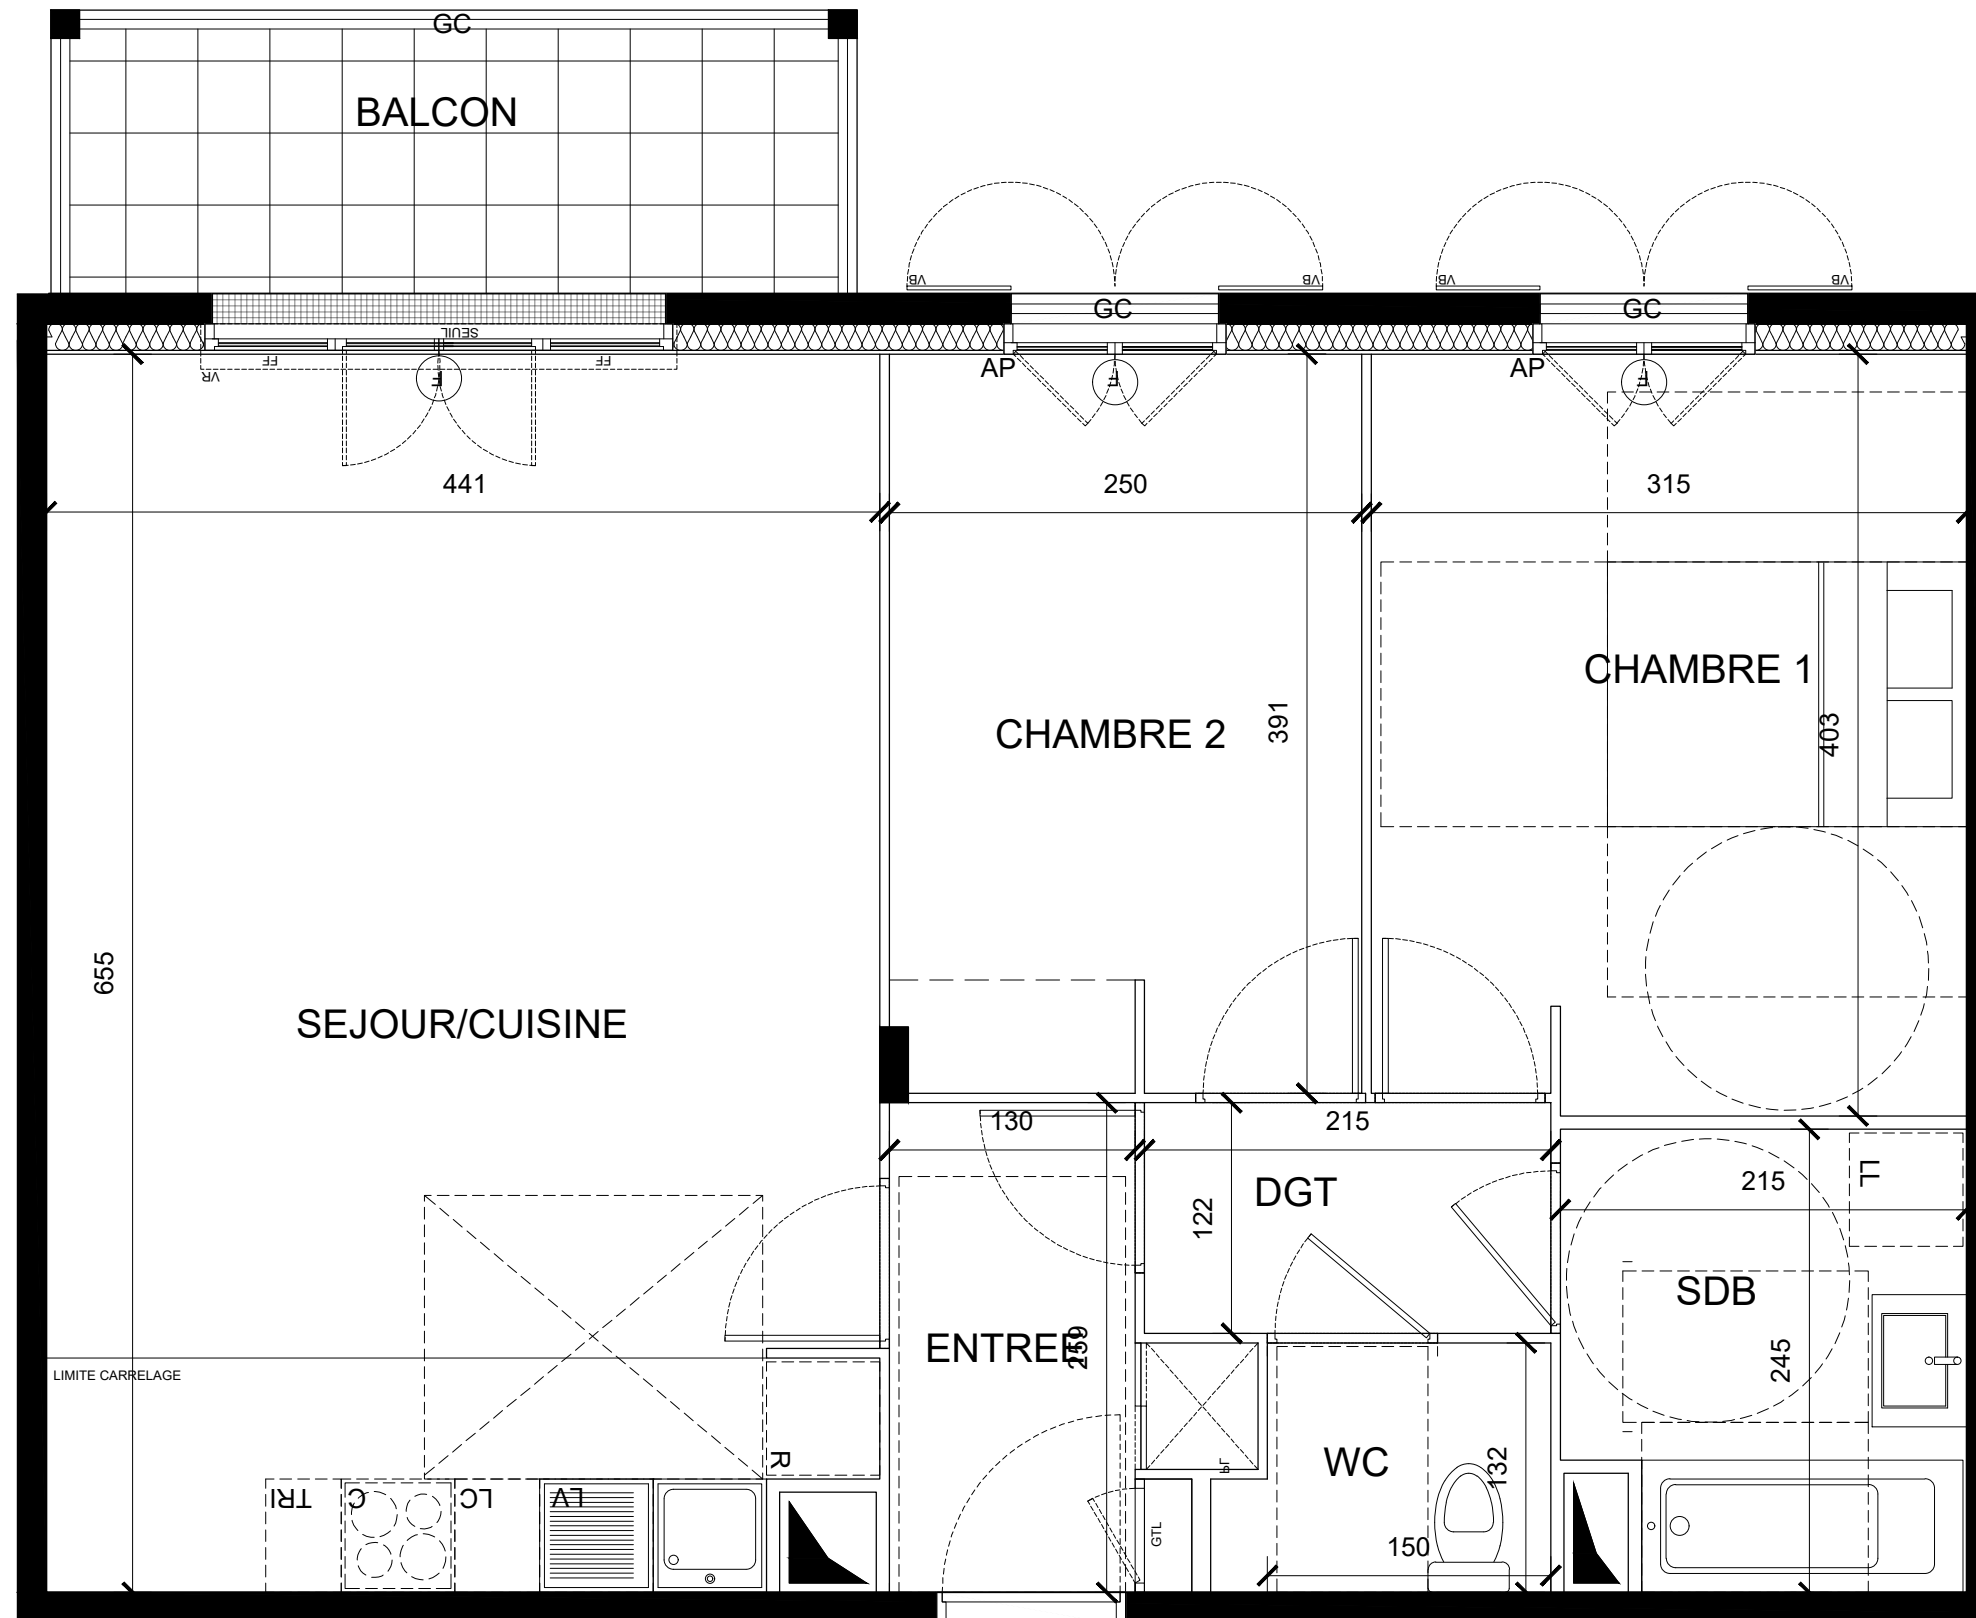 GC
BALCON
VB
VB
VB
VB
GC
GC
SEUIL
FF
FF
VR
F
AP
F
AP
F
441
250
315
CHAMBRE 1
391
403
CHAMBRE 2
655
SEJOUR/CUISINE
130
215
LL
215
122
DGT
SDB
ENTREE
259
245
LIMITE CARRELAGE
R
WC
132
PL
TRI
C
LC
LV
GTL
150